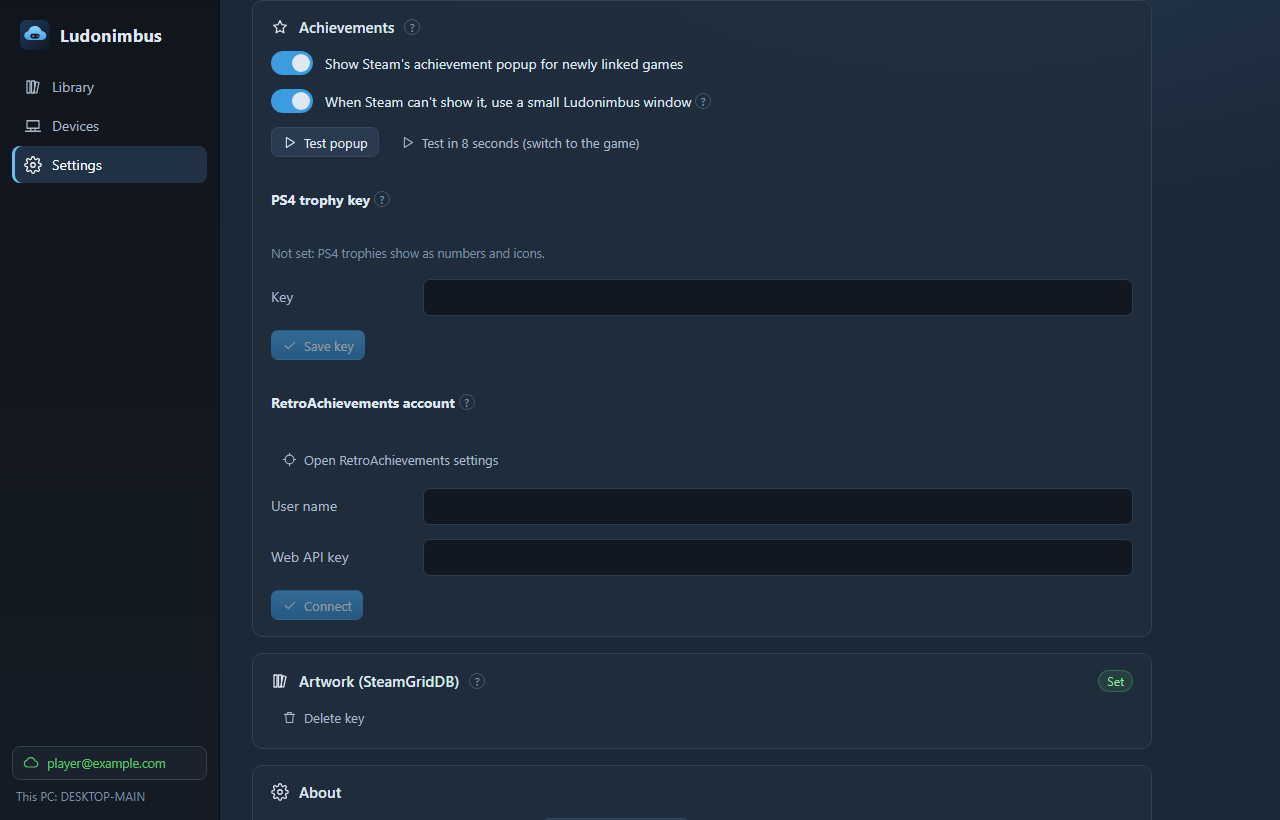 Ludonimbus
Library
Devices
Settings
player@example.com
This PC: DESKTOP-MAIN
Achievements ?
Show Steam's achievement popup for newly linked games
When Steam can't show it, use a small Ludonimbus window ?
Test popup
Test in 8 seconds (switch to the game)
PS4 trophy key ?
Not set: PS4 trophies show as numbers and icons.
Key
Save key
RetroAchievements account ?
Open RetroAchievements settings
User name
Web API key
Connect
Artwork (SteamGridDB) ?
Set
Delete key
About